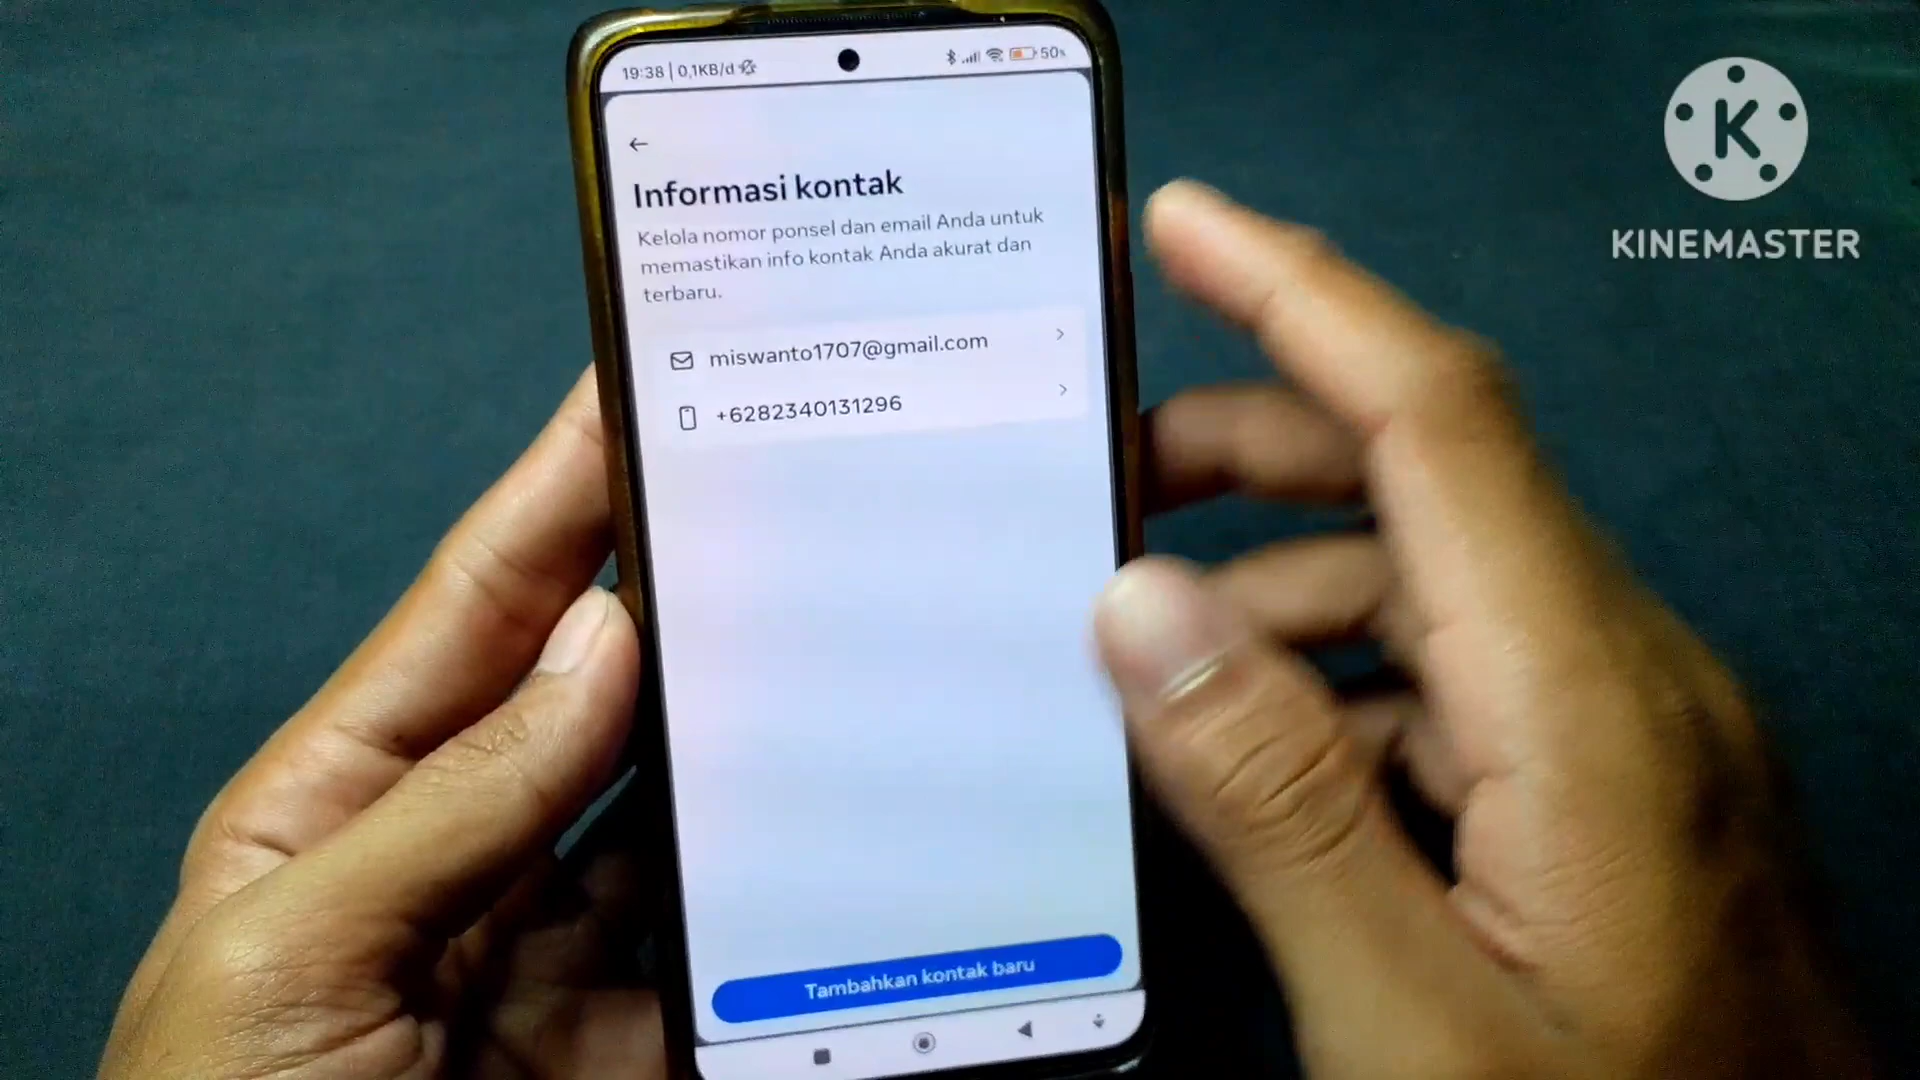 19:38 | 0,1KB/d
50%
K
KINEMASTER
Informasi kontak
Kelola nomor ponsel dan email Anda untuk
memastikan info kontak Anda akurat dan
terbaru.
miswanto1707@gmail.com
+6282340131296
Tambahkan kontak baru